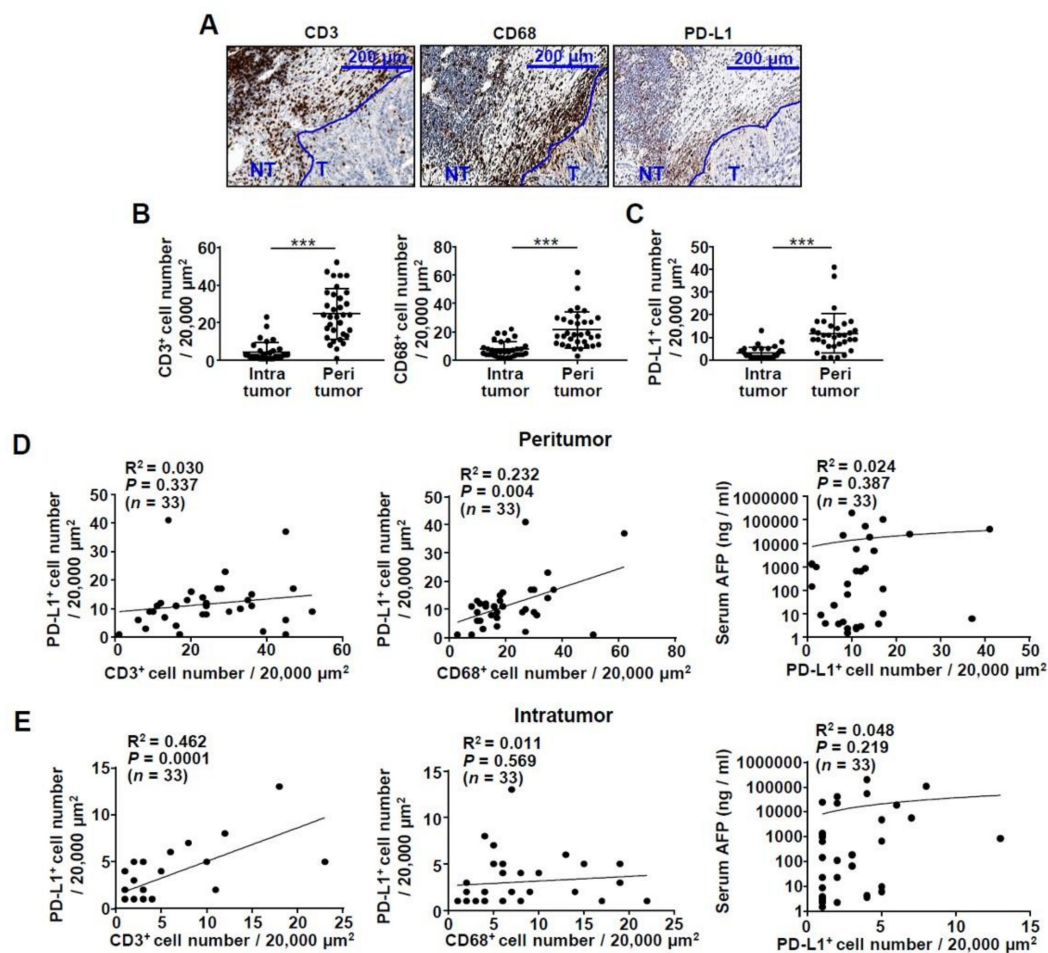 A
CD3
CD68
PD-L1
200 µm
200 µm
200 µm
NT
T
NT
T
NT
T
B
CD3⁺ cell number
/ 20,000 µm²
60
40
20
0
***
Intra
tumor
Peri
tumor
CD68⁺ cell number
/ 20,000 µm²
80
60
40
20
0
***
Intra
tumor
Peri
tumor
C
PD-L1⁺ cell number
/ 20,000 µm²
50
40
30
20
10
0
***
Intra
tumor
Peri
tumor
D
Peritumor
R² = 0.030
P = 0.337
(n = 33)
PD-L1⁺ cell number
/ 20,000 µm²
50
40
30
20
10
0
0
20
40
60
CD3⁺ cell number / 20,000 µm²
R² = 0.232
P = 0.004
(n = 33)
PD-L1⁺ cell number
/ 20,000 µm²
50
40
30
20
10
0
0
20
40
60
80
CD68⁺ cell number / 20,000 µm²
R² = 0.024
P = 0.387
(n = 33)
Serum AFP (ng / ml)
1000000
100000
10000
1000
100
10
1
0
10
20
30
40
50
PD-L1⁺ cell number / 20,000 µm²
E
Intratumor
R² = 0.462
P = 0.0001
(n = 33)
PD-L1⁺ cell number
/ 20,000 µm²
15
10
5
0
0
5
10
15
20
25
CD3⁺ cell number / 20,000 µm²
R² = 0.011
P = 0.569
(n = 33)
PD-L1⁺ cell number
/ 20,000 µm²
15
10
5
0
0
5
10
15
20
25
CD68⁺ cell number / 20,000 µm²
R² = 0.048
P = 0.219
(n = 33)
Serum AFP (ng / ml)
1000000
100000
10000
1000
100
10
1
0
5
10
15
PD-L1⁺ cell number / 20,000 µm²